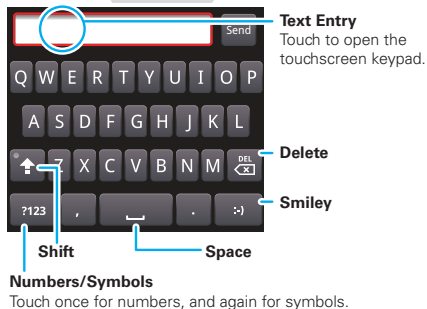 Text Entry
Touch to open the
touchscreen keypad.
Send
Q W E R T Y U I O P
A S D F G H J K L
Z X C V B N M DEL
Delete
?123 , . :-)
Smiley
Shift
Space
Numbers/Symbols
Touch once for numbers, and again for symbols.